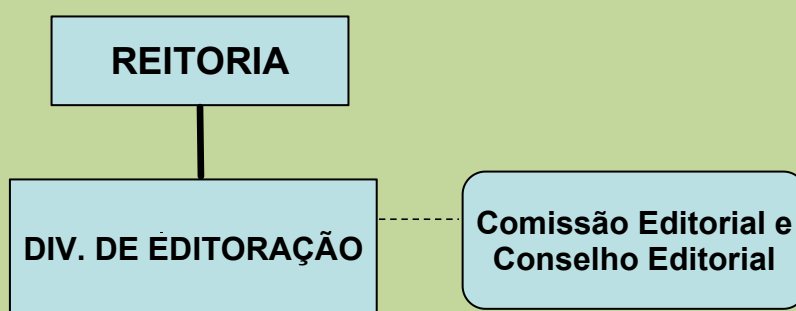 REITORIA
DIV. DE EDITORAÇÃO
Comissão Editorial e
Conselho Editorial